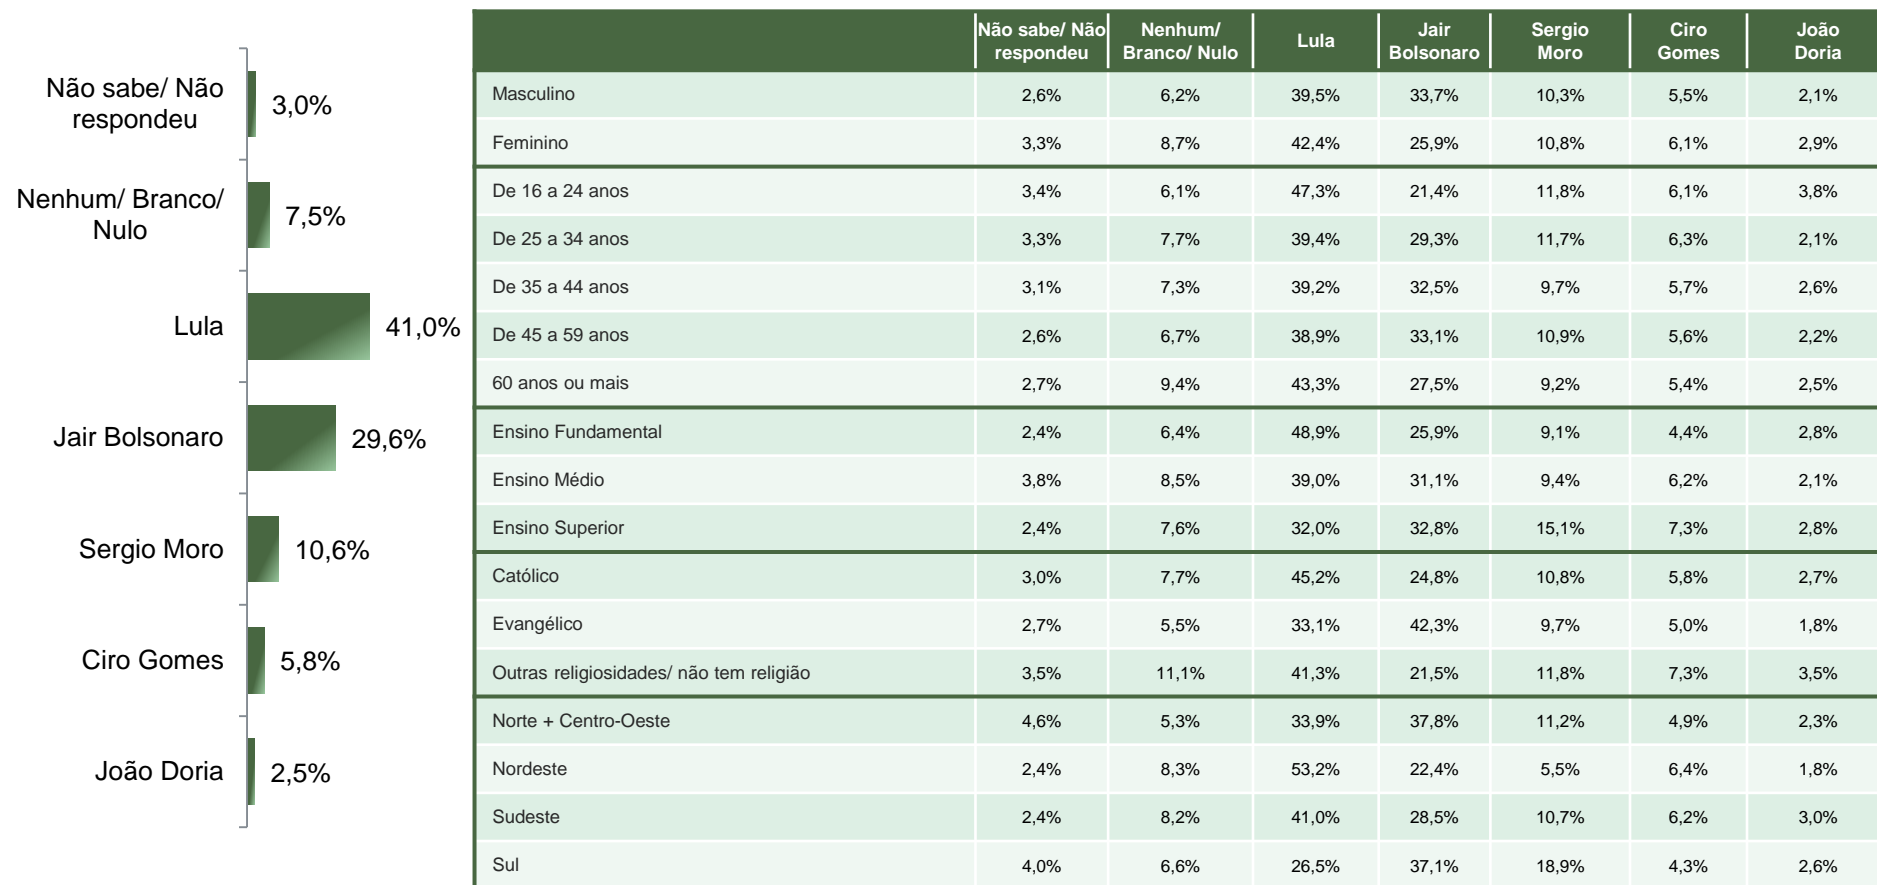 Não sabe/ Não
respondeu
3,0%
Nenhum/ Branco/
Nulo
7,5%
Lula
41,0%
Jair Bolsonaro
29,6%
Sergio Moro
10,6%
Ciro Gomes
5,8%
João Doria
2,5%
Não sabe/ Não respondeu Nenhum/ Branco/ Nulo Lula Jair Bolsonaro Sergio Moro Ciro Gomes João Doria
Masculino 2,6% 6,2% 39,5% 33,7% 10,3% 5,5% 2,1%
Feminino 3,3% 8,7% 42,4% 25,9% 10,8% 6,1% 2,9%
De 16 a 24 anos 3,4% 6,1% 47,3% 21,4% 11,8% 6,1% 3,8%
De 25 a 34 anos 3,3% 7,7% 39,4% 29,3% 11,7% 6,3% 2,1%
De 35 a 44 anos 3,1% 7,3% 39,2% 32,5% 9,7% 5,7% 2,6%
De 45 a 59 anos 2,6% 6,7% 38,9% 33,1% 10,9% 5,6% 2,2%
60 anos ou mais 2,7% 9,4% 43,3% 27,5% 9,2% 5,4% 2,5%
Ensino Fundamental 2,4% 6,4% 48,9% 25,9% 9,1% 4,4% 2,8%
Ensino Médio 3,8% 8,5% 39,0% 31,1% 9,4% 6,2% 2,1%
Ensino Superior 2,4% 7,6% 32,0% 32,8% 15,1% 7,3% 2,8%
Católico 3,0% 7,7% 45,2% 24,8% 10,8% 5,8% 2,7%
Evangélico 2,7% 5,5% 33,1% 42,3% 9,7% 5,0% 1,8%
Outras religiosidades/ não tem religião 3,5% 11,1% 41,3% 21,5% 11,8% 7,3% 3,5%
Norte + Centro-Oeste 4,6% 5,3% 33,9% 37,8% 11,2% 4,9% 2,3%
Nordeste 2,4% 8,3% 53,2% 22,4% 5,5% 6,4% 1,8%
Sudeste 2,4% 8,2% 41,0% 28,5% 10,7% 6,2% 3,0%
Sul 4,0% 6,6% 26,5% 37,1% 18,9% 4,3% 2,6%